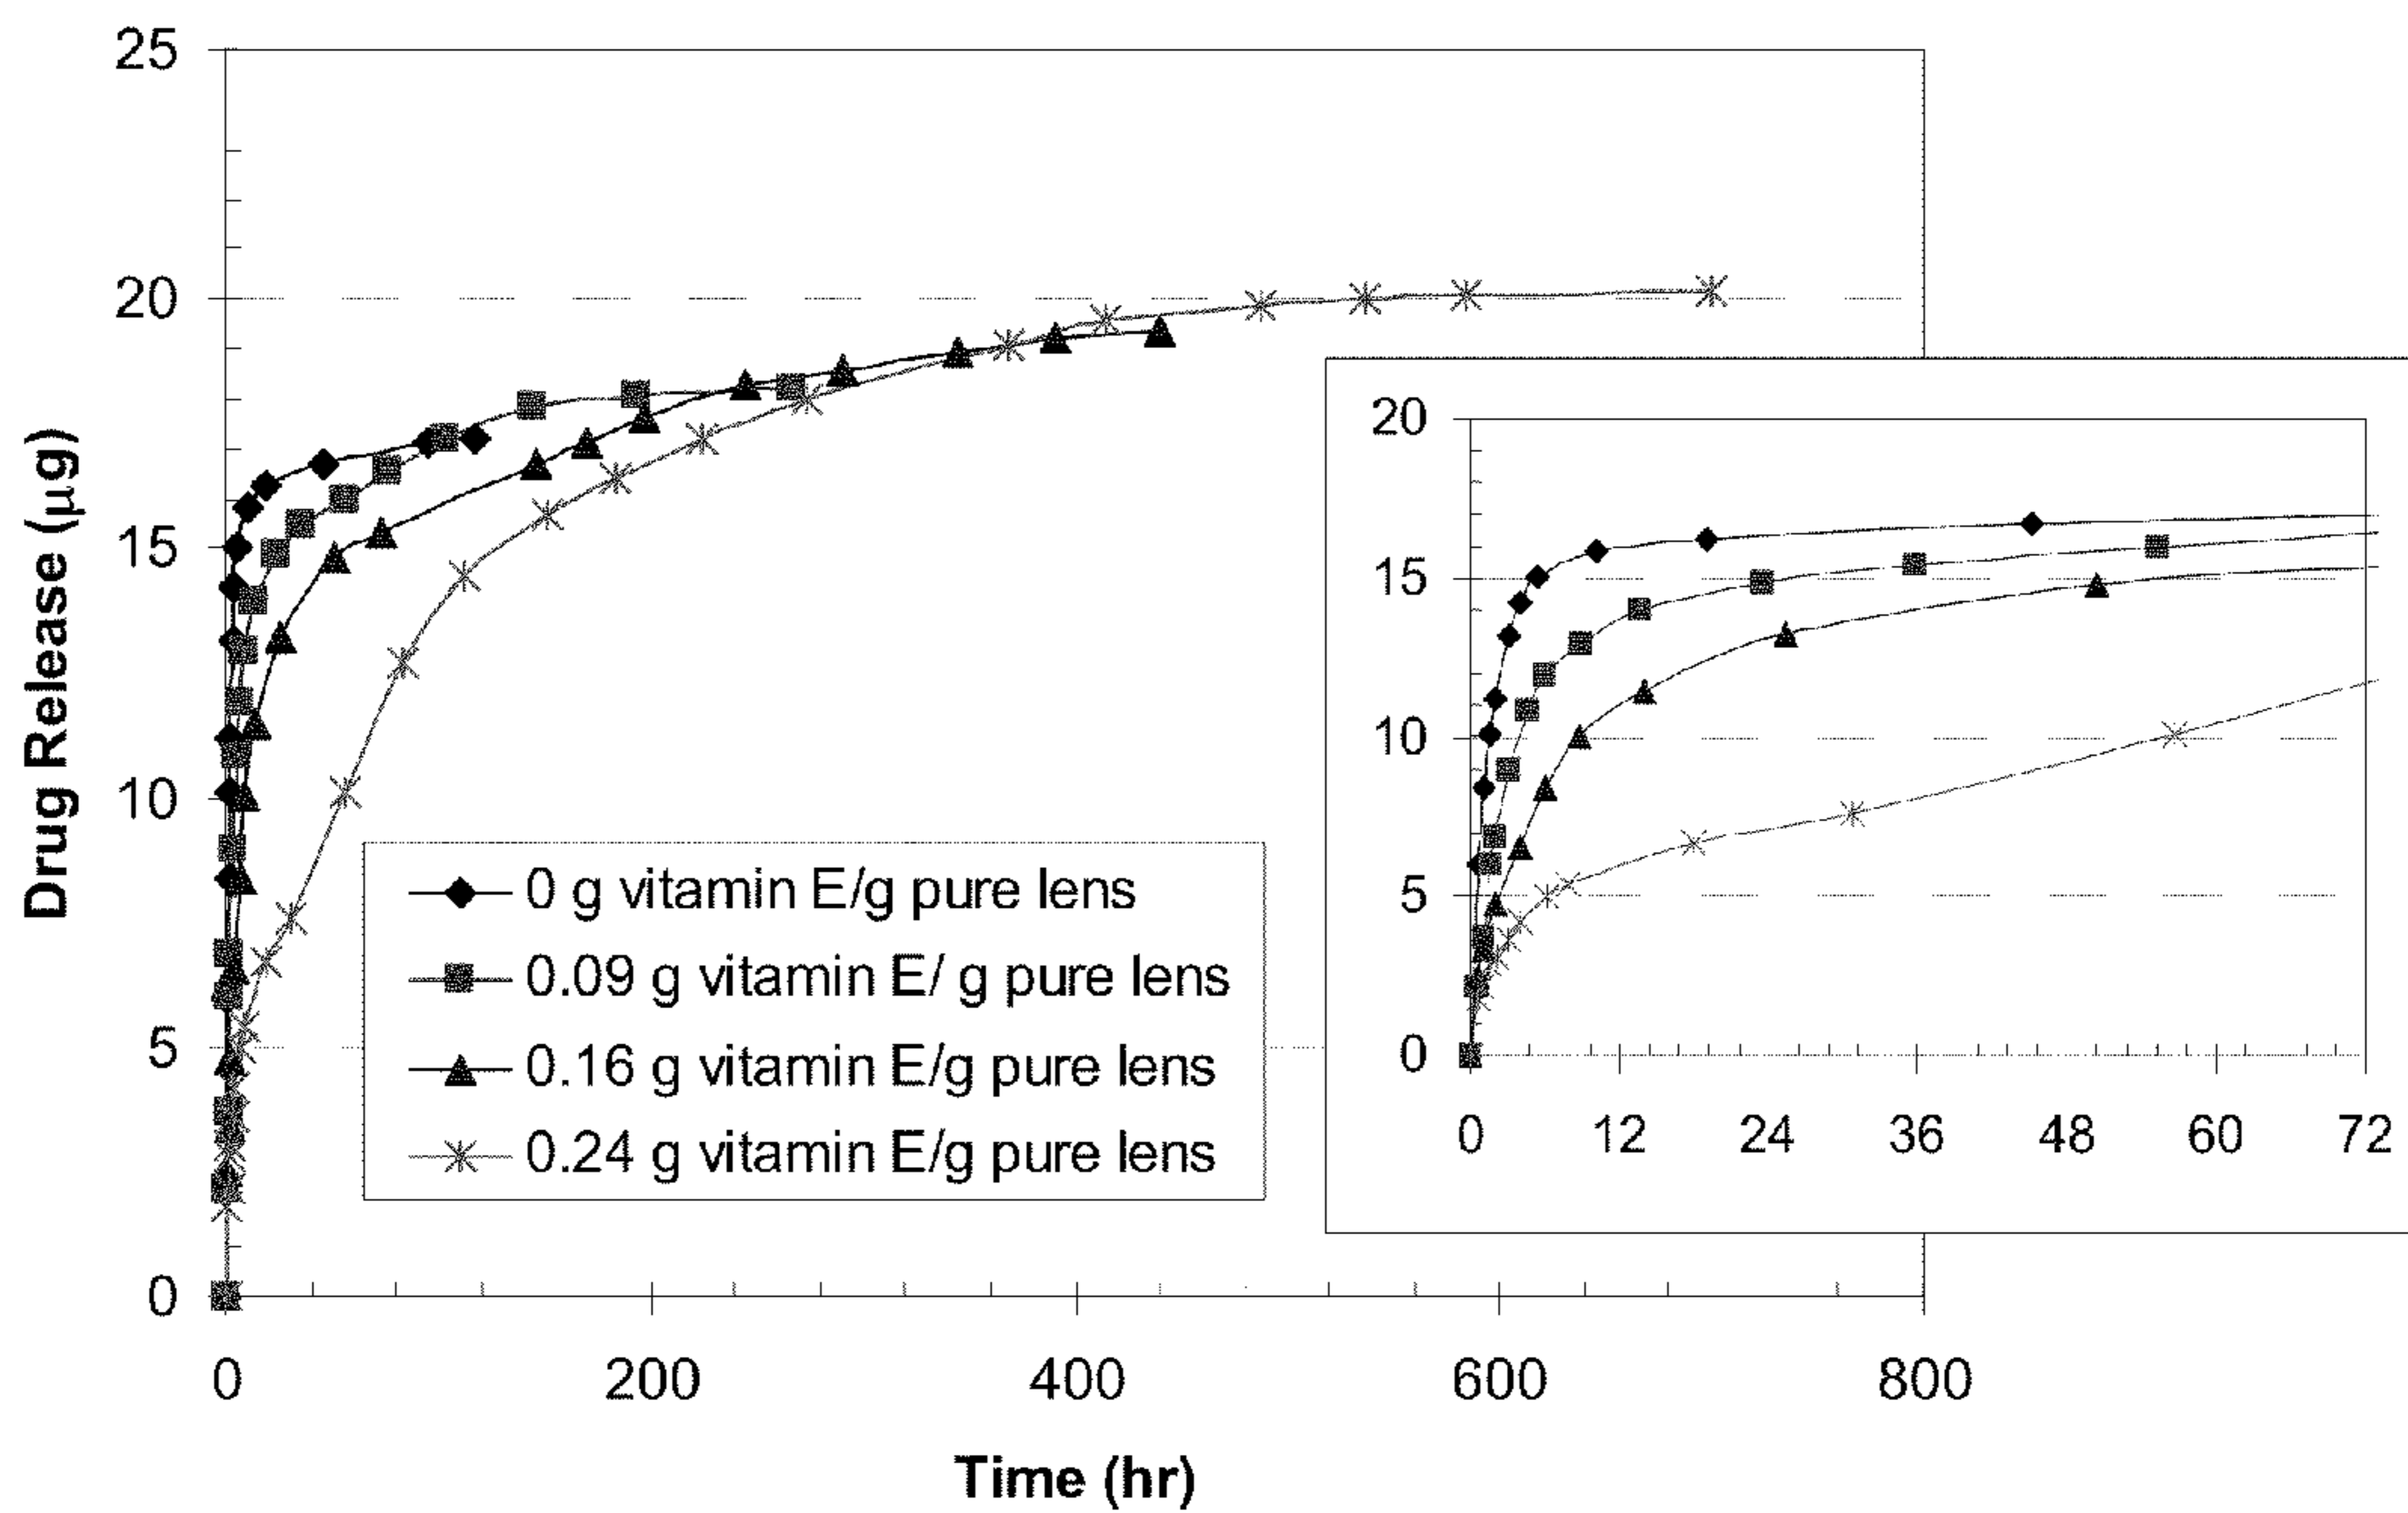 25
20
15
10
5
0
Drug Release (µg)
0 g vitamin E/g pure lens
0.09 g vitamin E/ g pure lens
0.16 g vitamin E/g pure lens
0.24 g vitamin E/g pure lens
20
15
10
5
0
0 12 24 36 48 60 72
0 200 400 600 800
Time (hr)